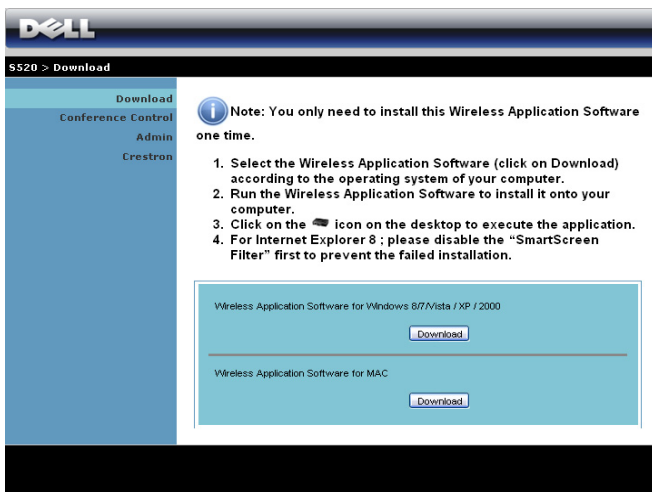 DELL
S520 > Download
Download
Conference Control
Admin
Crestron
Note: You only need to install this Wireless Application Software
one time.
1. Select the Wireless Application Software (click on Download)
according to the operating system of your computer.
2. Run the Wireless Application Software to install it onto your
computer.
3. Click on the icon on the desktop to execute the application.
4. For Internet Explorer 8 ; please disable the “SmartScreen
Filter” first to prevent the failed installation.
Wireless Application Software for Windows 8/7/Vista / XP / 2000
Download
Wireless Application Software for MAC
Download